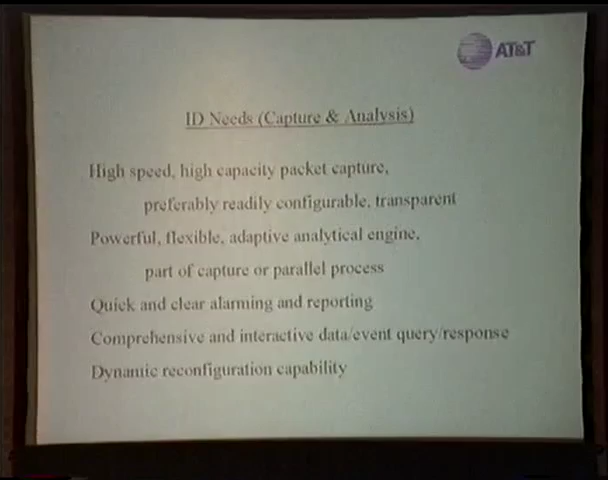 AT&T
ID Needs (Capture & Analysis)
High speed, high capacity packet capture,
preferably readily configurable, transparent
Powerful, flexible, adaptive analytical engine,
part of capture or parallel process
Quick and clear alarming and reporting
Comprehensive and interactive data/event query/response
Dynamic reconfiguration capability